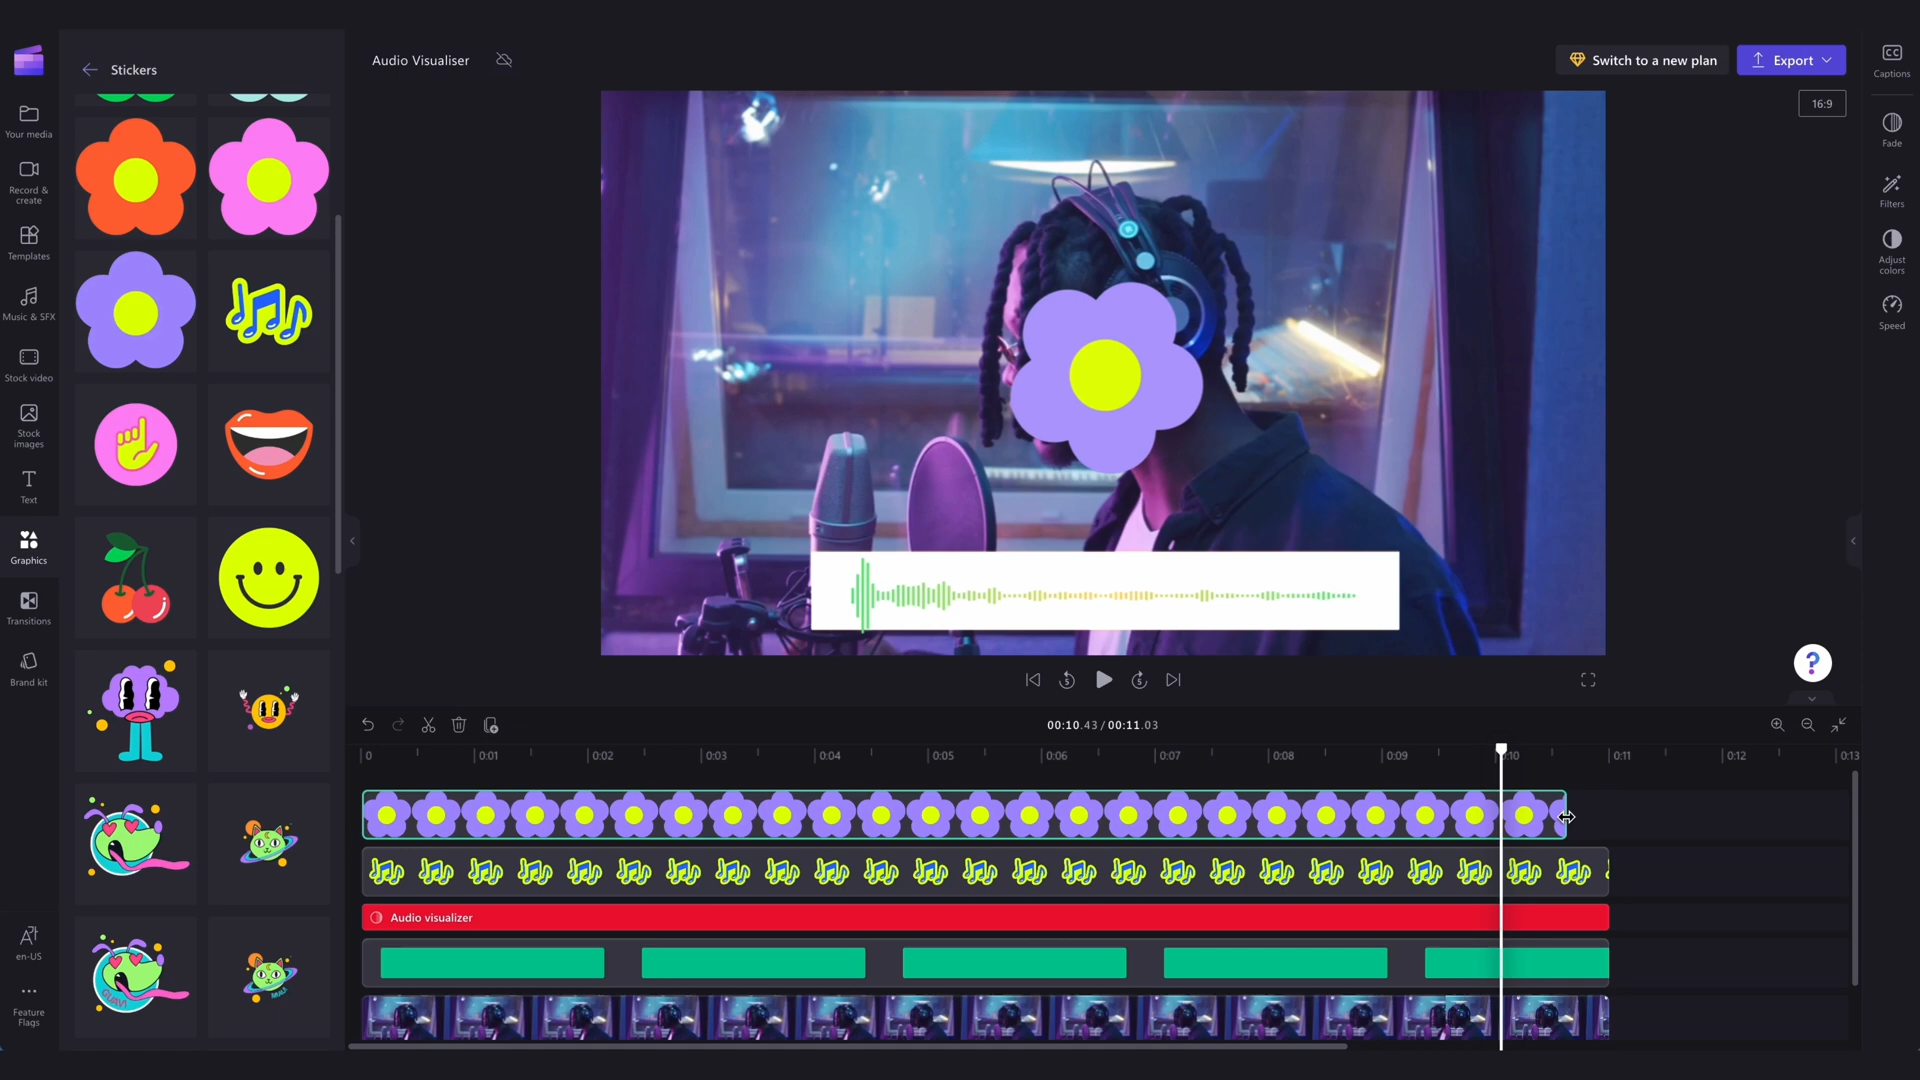 Stickers
Audio Visualiser
Switch to a new plan
Export
CC
Captions
16:9
Your media
Record &
create
Templates
Music & SFX
Stock video
Stock
images
T
Text
Graphics
Transitions
Brand kit
en-US
Feature
Flags
Fade
Filters
Adjust
colors
Speed
?
5
5
00:10.43 / 00:11.03
0
0:01
0:02
0:03
0:04
0:05
0:06
0:07
0:08
0:09
0:11
0:12
0:13
Audio visualizer